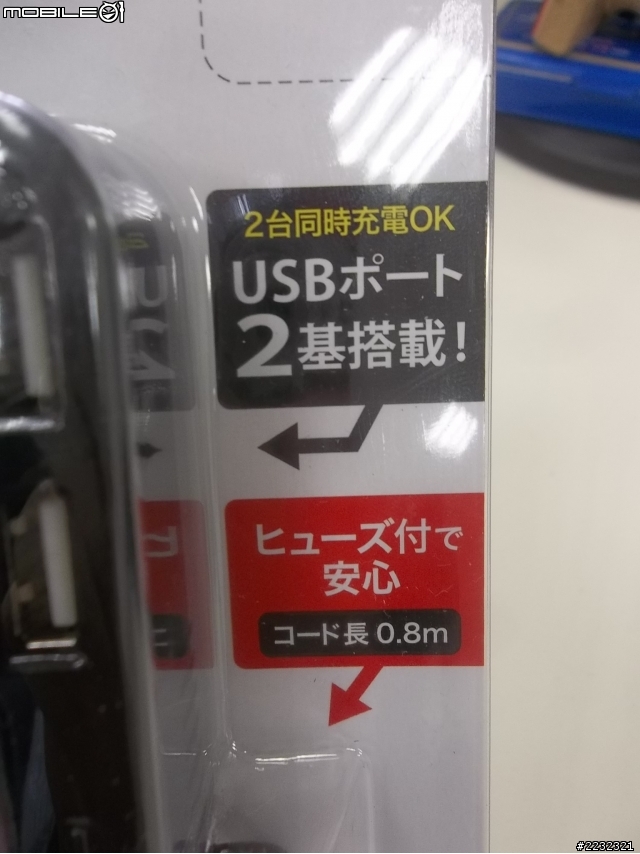 MOBILE01
2台同時充電OK
USBポート
2基搭載!
ヒューズ付で
安心
コード長 0.8m
#2232321